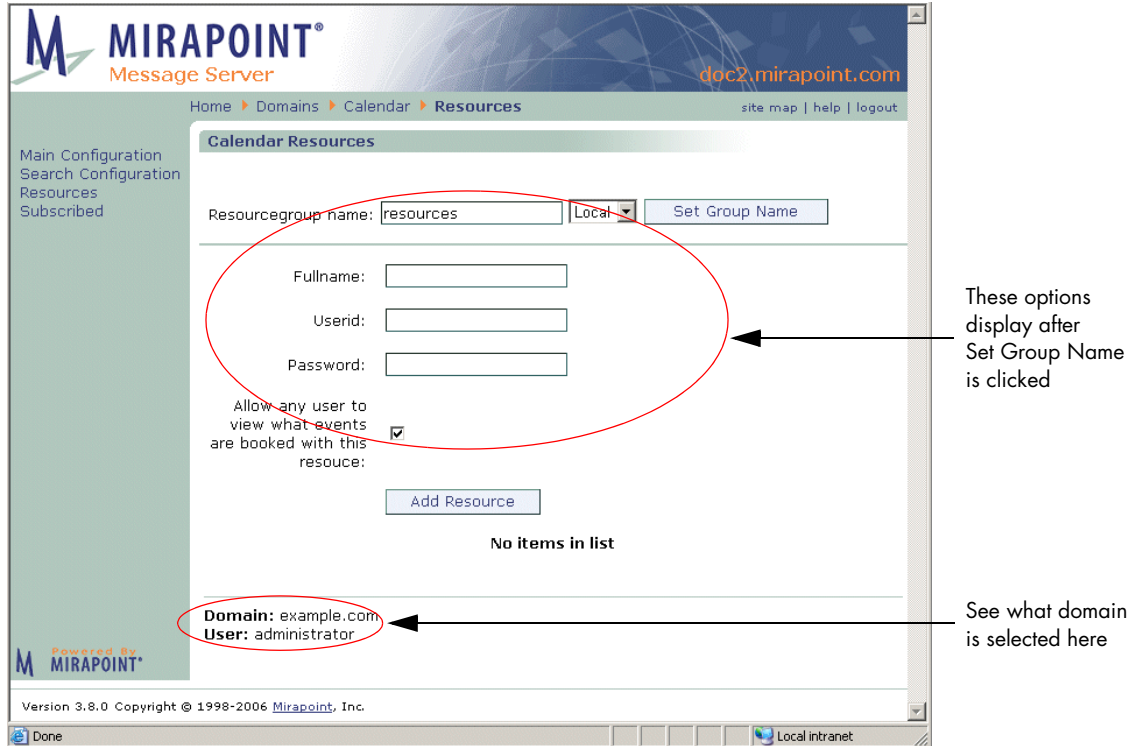 MIRAPOINT®
Message Server
doc2.mirapoint.com
Home Domains Calendar Resources
site map | help | logout
Main Configuration
Search Configuration
Resources
Subscribed
Calendar Resources
Resourcegroup name: resources Local Set Group Name
Fullname:
Userid:
Password:
Allow any user to
view what events
are booked with this
resouce:
Add Resource
No items in list
These options
display after
Set Group Name
is clicked
Domain: example.com
User: administrator
See what domain
is selected here
Powered By
MIRAPOINT®
Version 3.8.0 Copyright © 1998-2006 Mirapoint, Inc.
Done
Local intranet